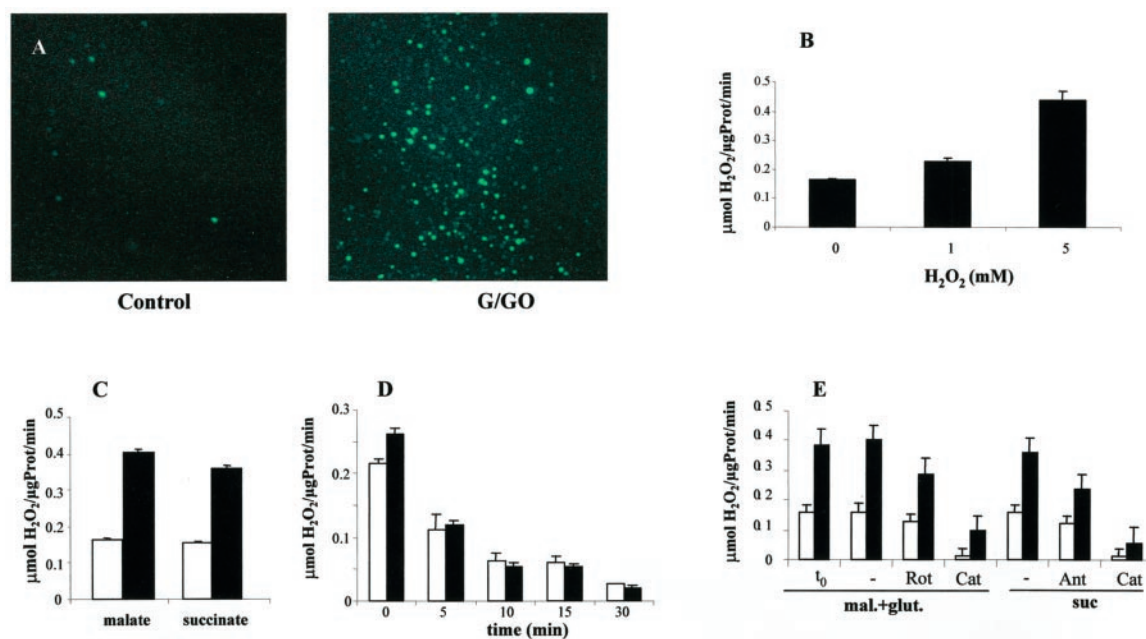 A
Control
G/GO
B
μmol H₂O₂/μgProt/min
0.5
0.4
0.3
0.2
0.1
0
0 1 5
H₂O₂ (mM)
C
μmol H₂O₂/μgProt/min
0.5
0.4
0.3
0.2
0.1
0
malate succinate
D
μmol H₂O₂/μgProt/min
0.3
0.2
0.1
0
0 5 10 15 30
time (min)
E
μmol H₂O₂/μgProt/min
0.5
0.4
0.3
0.2
0.1
0
t₀ - Rot Cat - Ant Cat
mal.+glut. suc